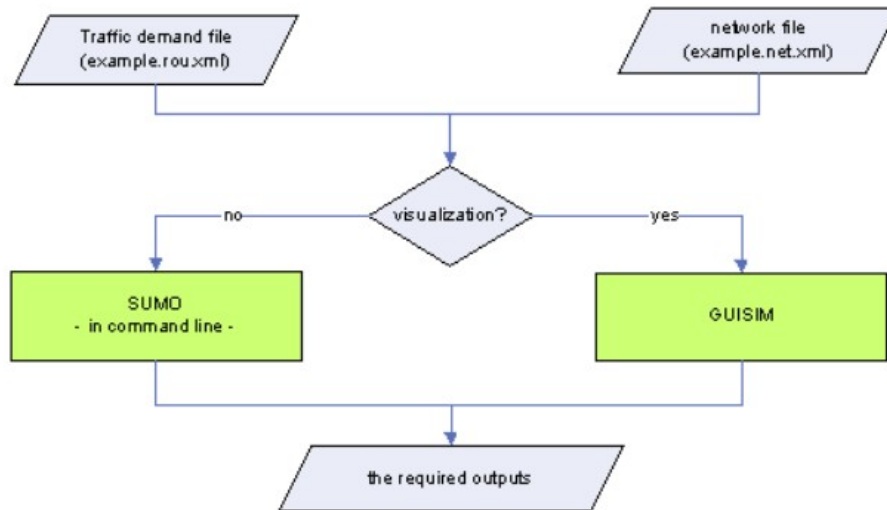 Traffic demand file
(example.rou.xml)
network file
(example.net.xml)
visualization?
no
yes
SUMO
- in command line -
GUISIM
the required outputs